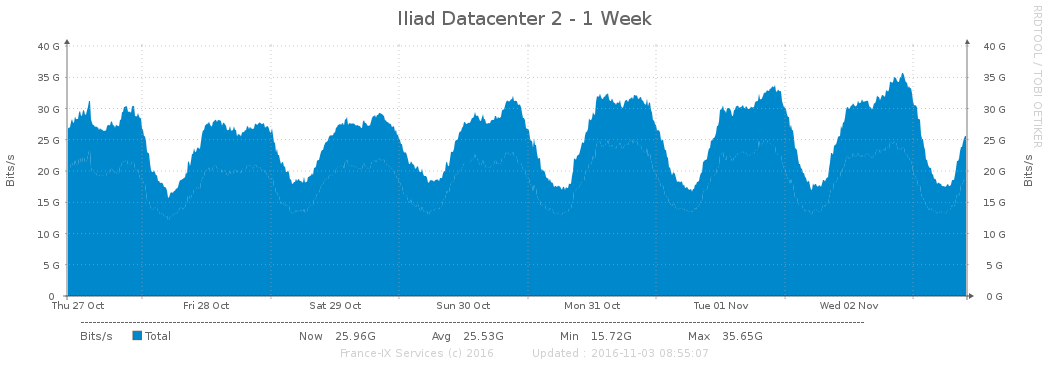 Iliad Datacenter 2 - 1 Week
RRDTOOL / TOBI OETIKER
Bits/s
40 G 40 G
35 G 35 G
30 G 30 G
25 G 25 G
20 G 20 G
15 G 15 G
10 G 10 G
5 G 5 G
0 0 G
Bits/s
Thu 27 Oct Fri 28 Oct Sat 29 Oct Sun 30 Oct Mon 31 Oct Tue 01 Nov Wed 02 Nov
Bits/s Total Now 25.96G Avg 25.53G Min 15.72G Max 35.65G
France-IX Services (c) 2016 Updated : 2016-11-03 08:55:07